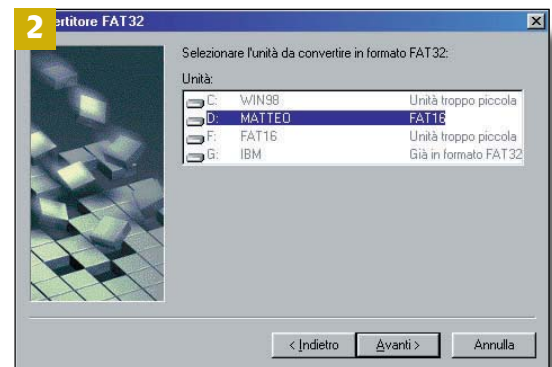 2
ertitore FAT32
Selezionare l'unità da convertire in formato FAT32:
Unità:
C: WIN98 Unità troppo piccola
D: MATTEO FAT16
F: FAT16 Unità troppo piccola
G: IBM Già in formato FAT32
< Indietro Avanti > Annulla